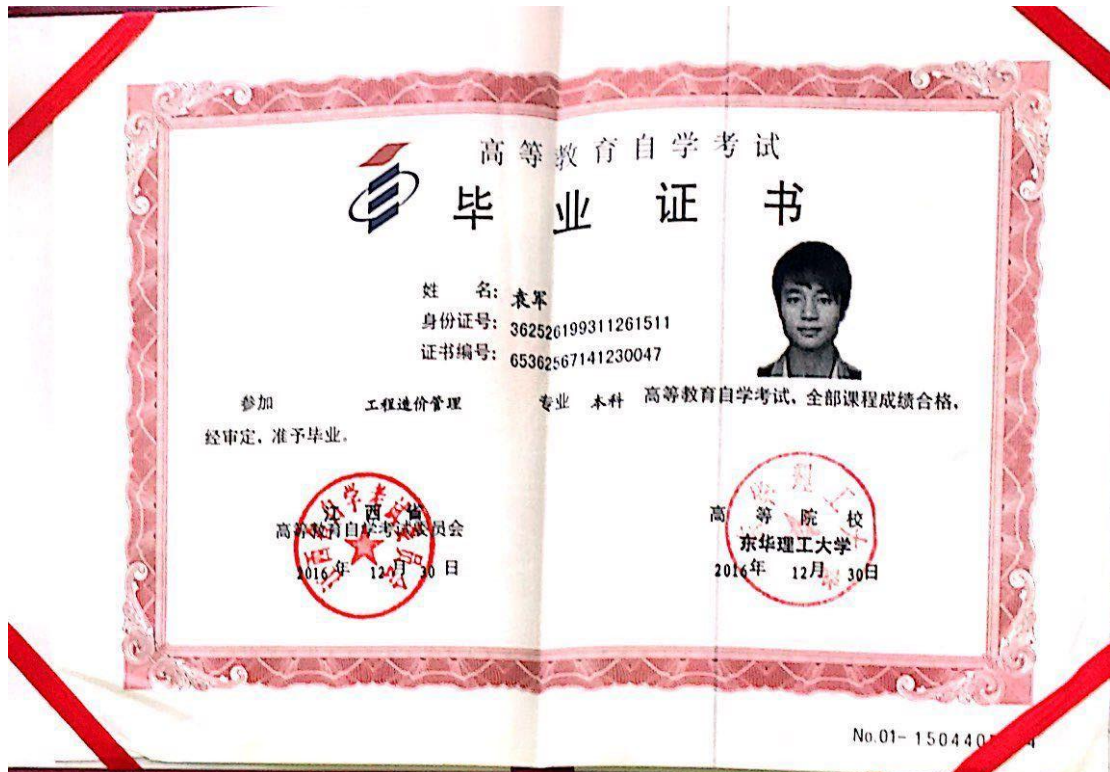 高等教育自学考试
毕业证书
姓 名: 袁军
身份证号: 362526199311261511
证书编号: 65362567141230047
参加 工程造价管理 专业 本科 高等教育自学考试、全部课程成绩合格,
经审定、准予毕业。
江西省
高等教育自学考试委员会
2016年 12月 30日
高等院校
东华理工大学
2016年 12月 30日
No.01-150440